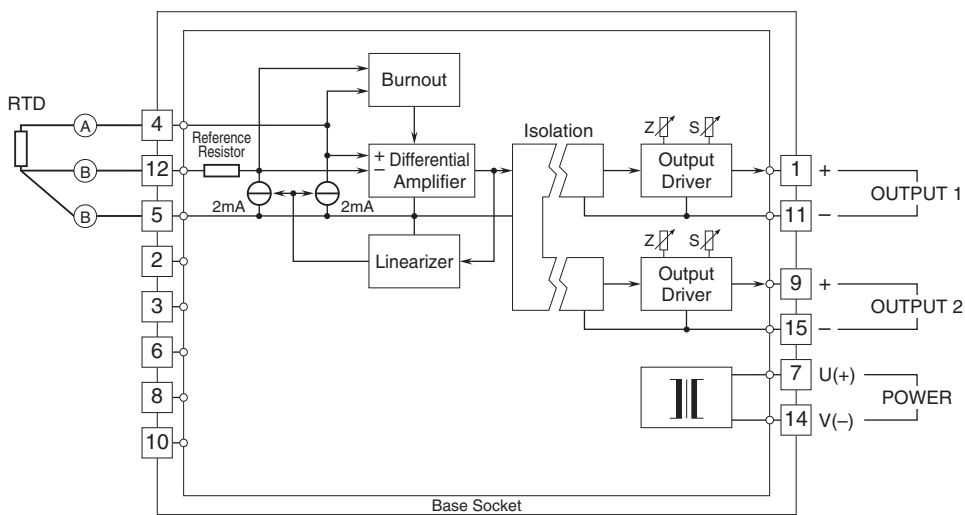 RTD
A
B
B
4
12
5
2
3
6
8
10
Reference
Resistor
Burnout
+
−
Differential
Amplifier
2mA
2mA
Linearizer
Isolation
Z
S
Output
Driver
Z
S
Output
Driver
1
+
11
−
OUTPUT 1
9
+
15
−
OUTPUT 2
7
U(+)
14
V(–)
POWER
Base Socket